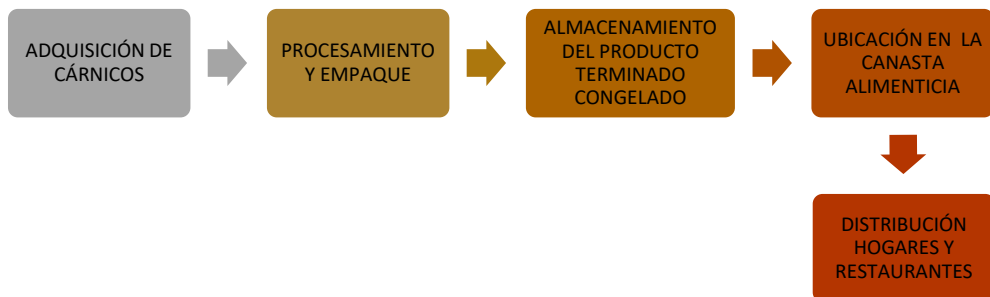 ADQUISICIÓN DE
CÁRNICOS
PROCESAMIENTO
Y EMPAQUE
ALMACENAMIENTO
DEL PRODUCTO
TERMINADO
CONGELADO
UBICACIÓN EN LA
CANASTA
ALIMENTICIA
DISTRIBUCIÓN
HOGARES Y
RESTAURANTES